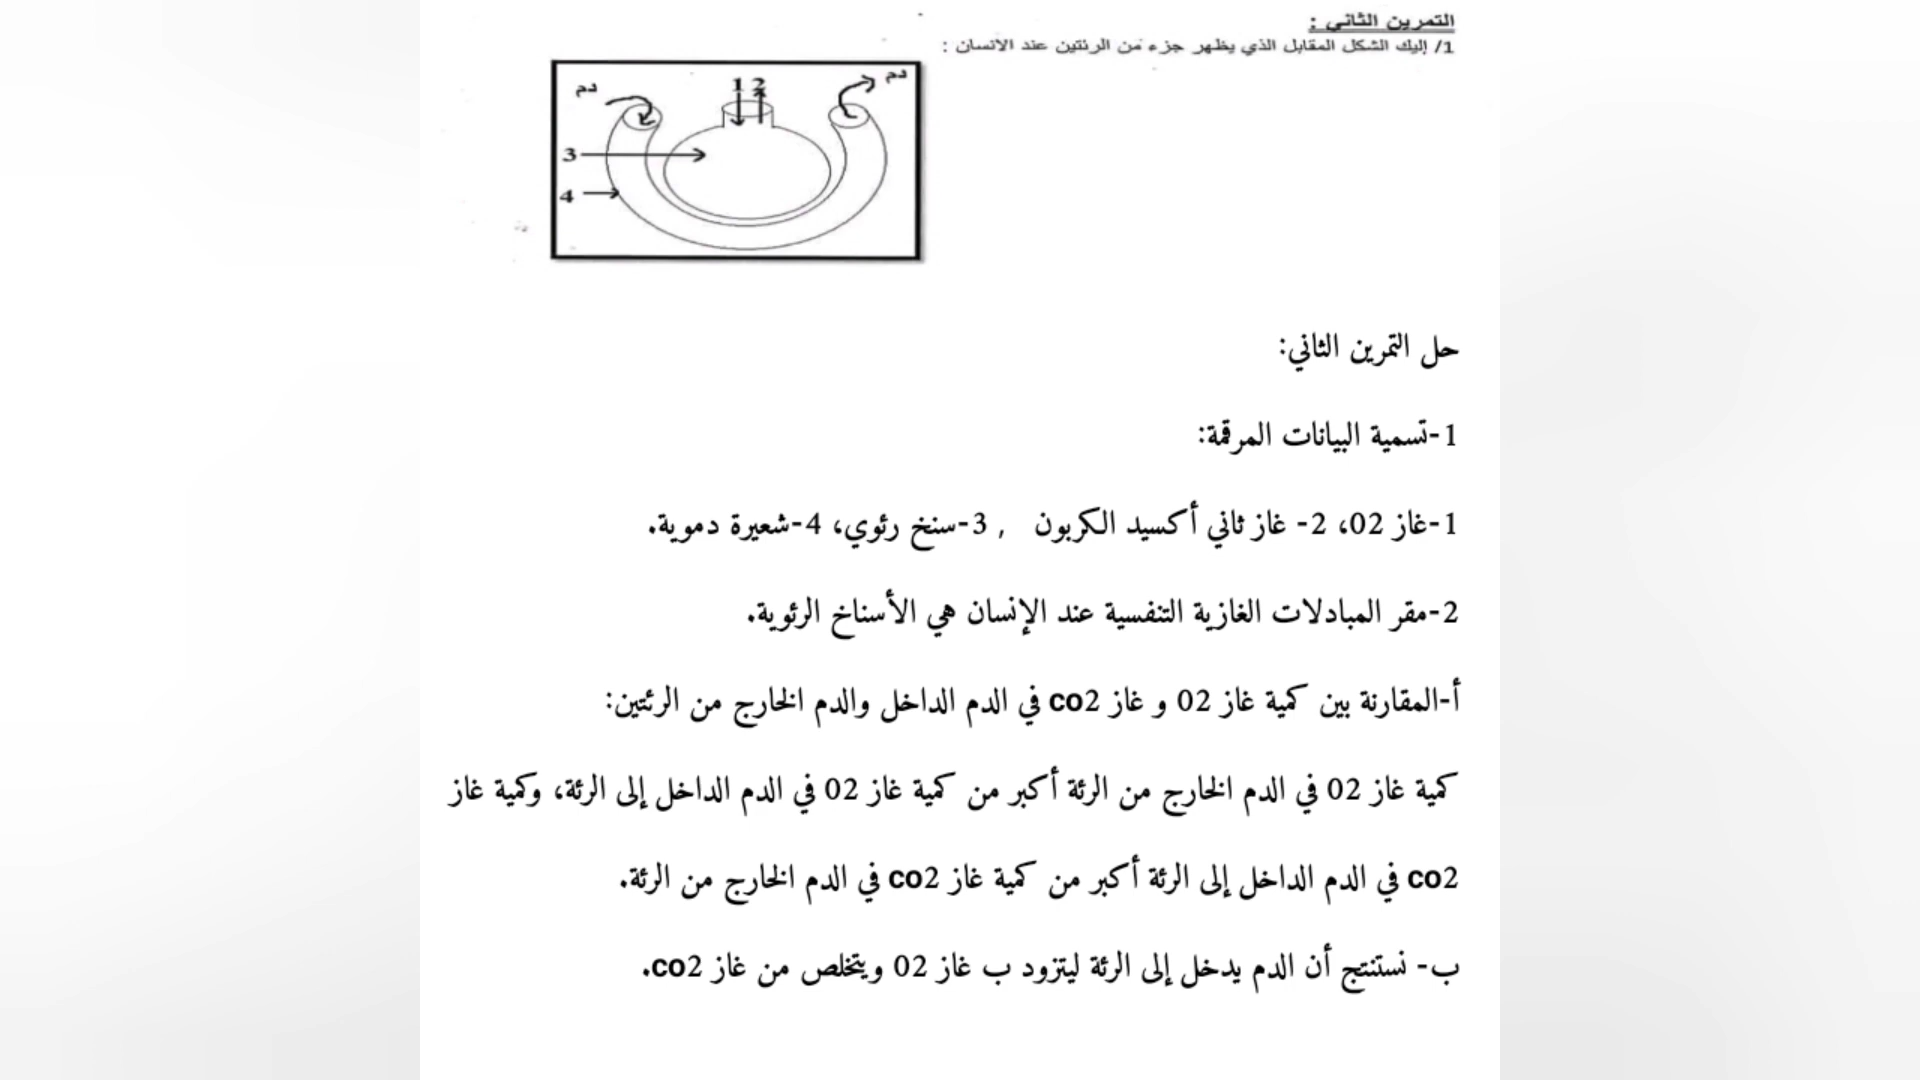 التمرين الثاني :
1/ إليك الشكل المقابل الذي يظهر جزء من الرئتين عند الانسان :
دم
1 2
دم
3
4
حل التمرين الثاني:
1-تسمية البيانات المرقمة:
1-غاز 02، 2- غاز ثاني أكسيد الكربون , 3-سنخ رئوي، 4-شعيرة دموية.
2-مقر المبادلات الغازية التنفسية عند الإنسان هي الأسناخ الرئوية.
أ-المقارنة بين كمية غاز 02 و غاز co2 في الدم الداخل والدم الخارج من الرئتين:
كمية غاز 02 في الدم الخارج من الرئة أكبر من كمية غاز 02 في الدم الداخل إلى الرئة، وكمية غاز
co2 في الدم الداخل إلى الرئة أكبر من كمية غاز co2 في الدم الخارج من الرئة.
ب- نستنتج أن الدم يدخل إلى الرئة ليتزود ب غاز 02 ويتخلص من غاز co2.